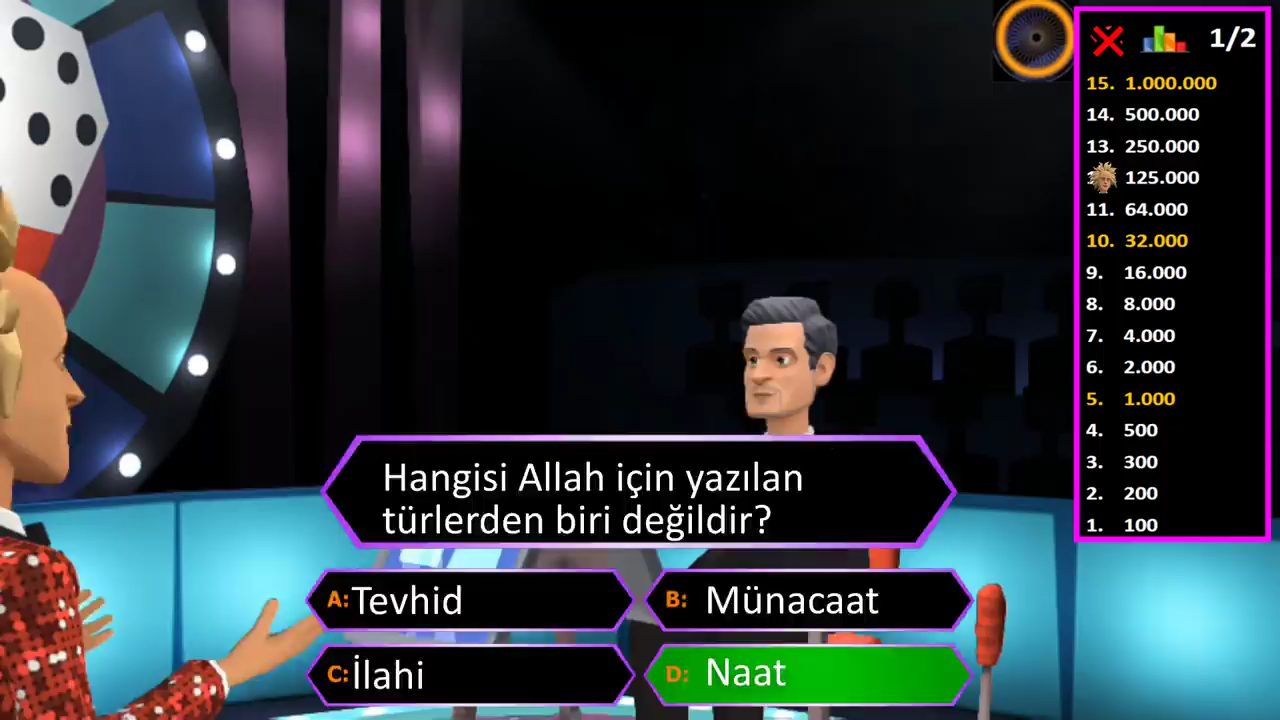 1/2
15. 1.000.000
14. 500.000
13. 250.000
125.000
11. 64.000
10. 32.000
9. 16.000
8. 8.000
7. 4.000
6. 2.000
5. 1.000
4. 500
3. 300
2. 200
1. 100
Hangisi Allah için yazılan
türlerden biri değildir?
A: Tevhid
B: Münacaat
C: İlahi
D: Naat